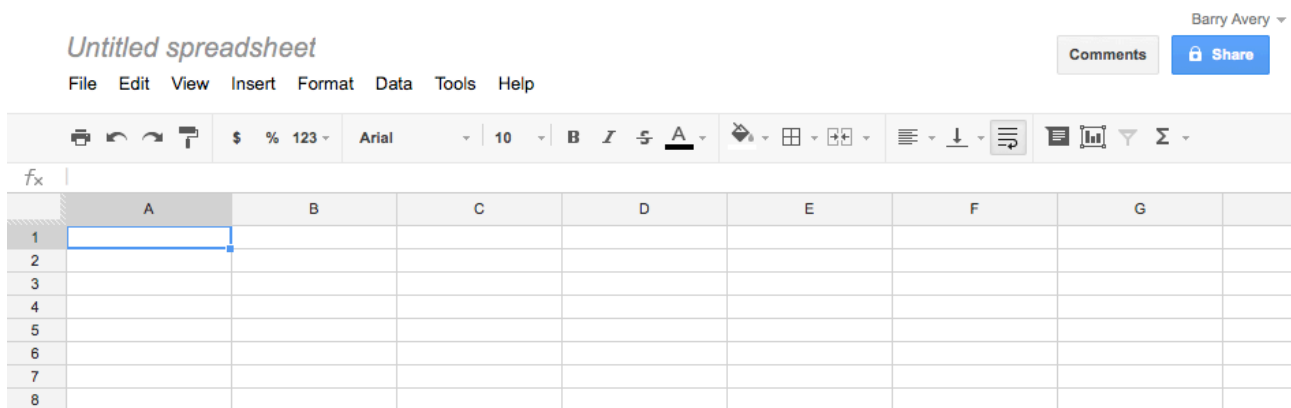 Barry Avery
Untitled spreadsheet
Comments Share
File Edit View Insert Format Data Tools Help
$ % 123 Arial 10 B I S A Σ
fx
A B C D E F G
1
2
3
4
5
6
7
8